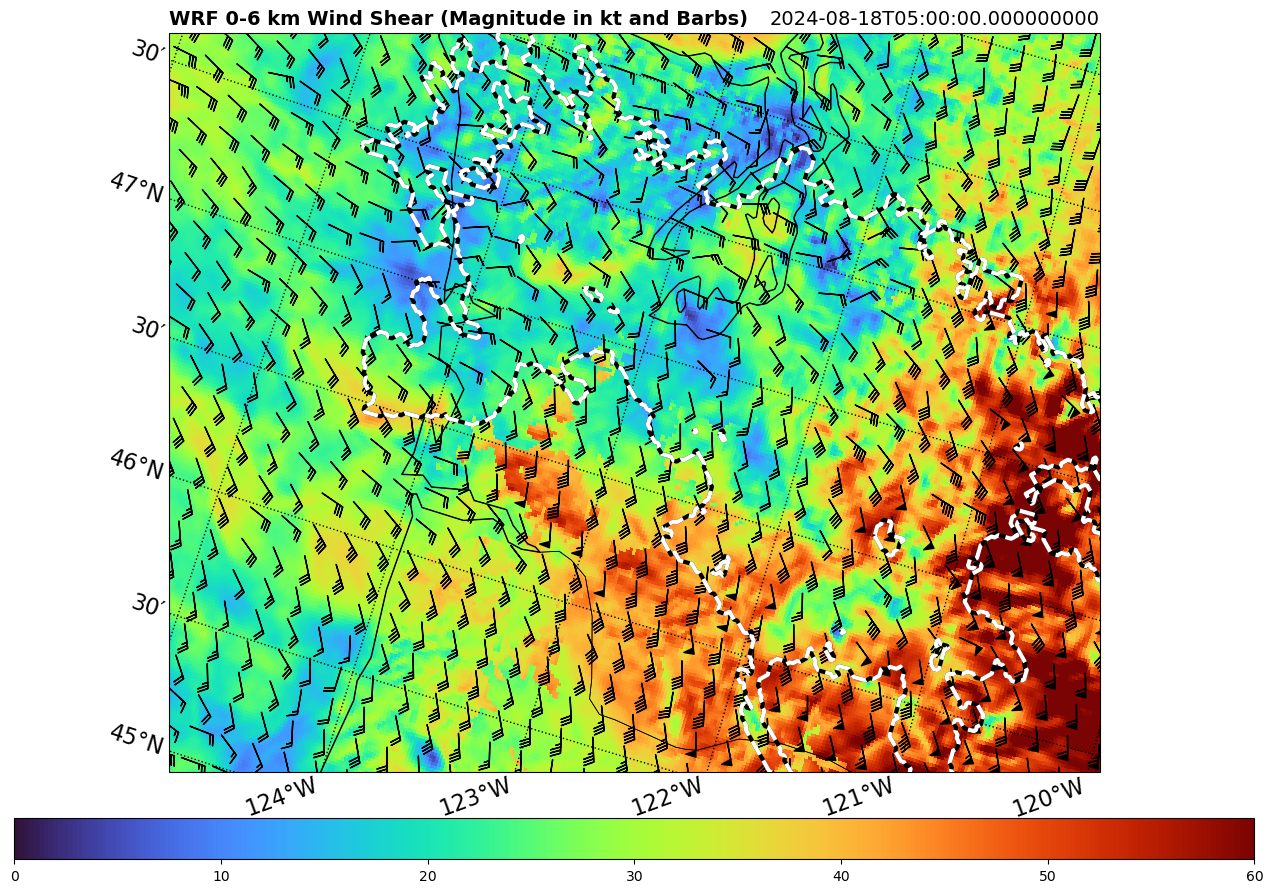 WRF 0-6 km Wind Shear (Magnitude in kt and Barbs) 2024-08-18T05:00:00.000000000
30′
47°N
30′
46°N
30′
45°N
124°W 123°W 122°W 121°W 120°W
0 10 20 30 40 50 60